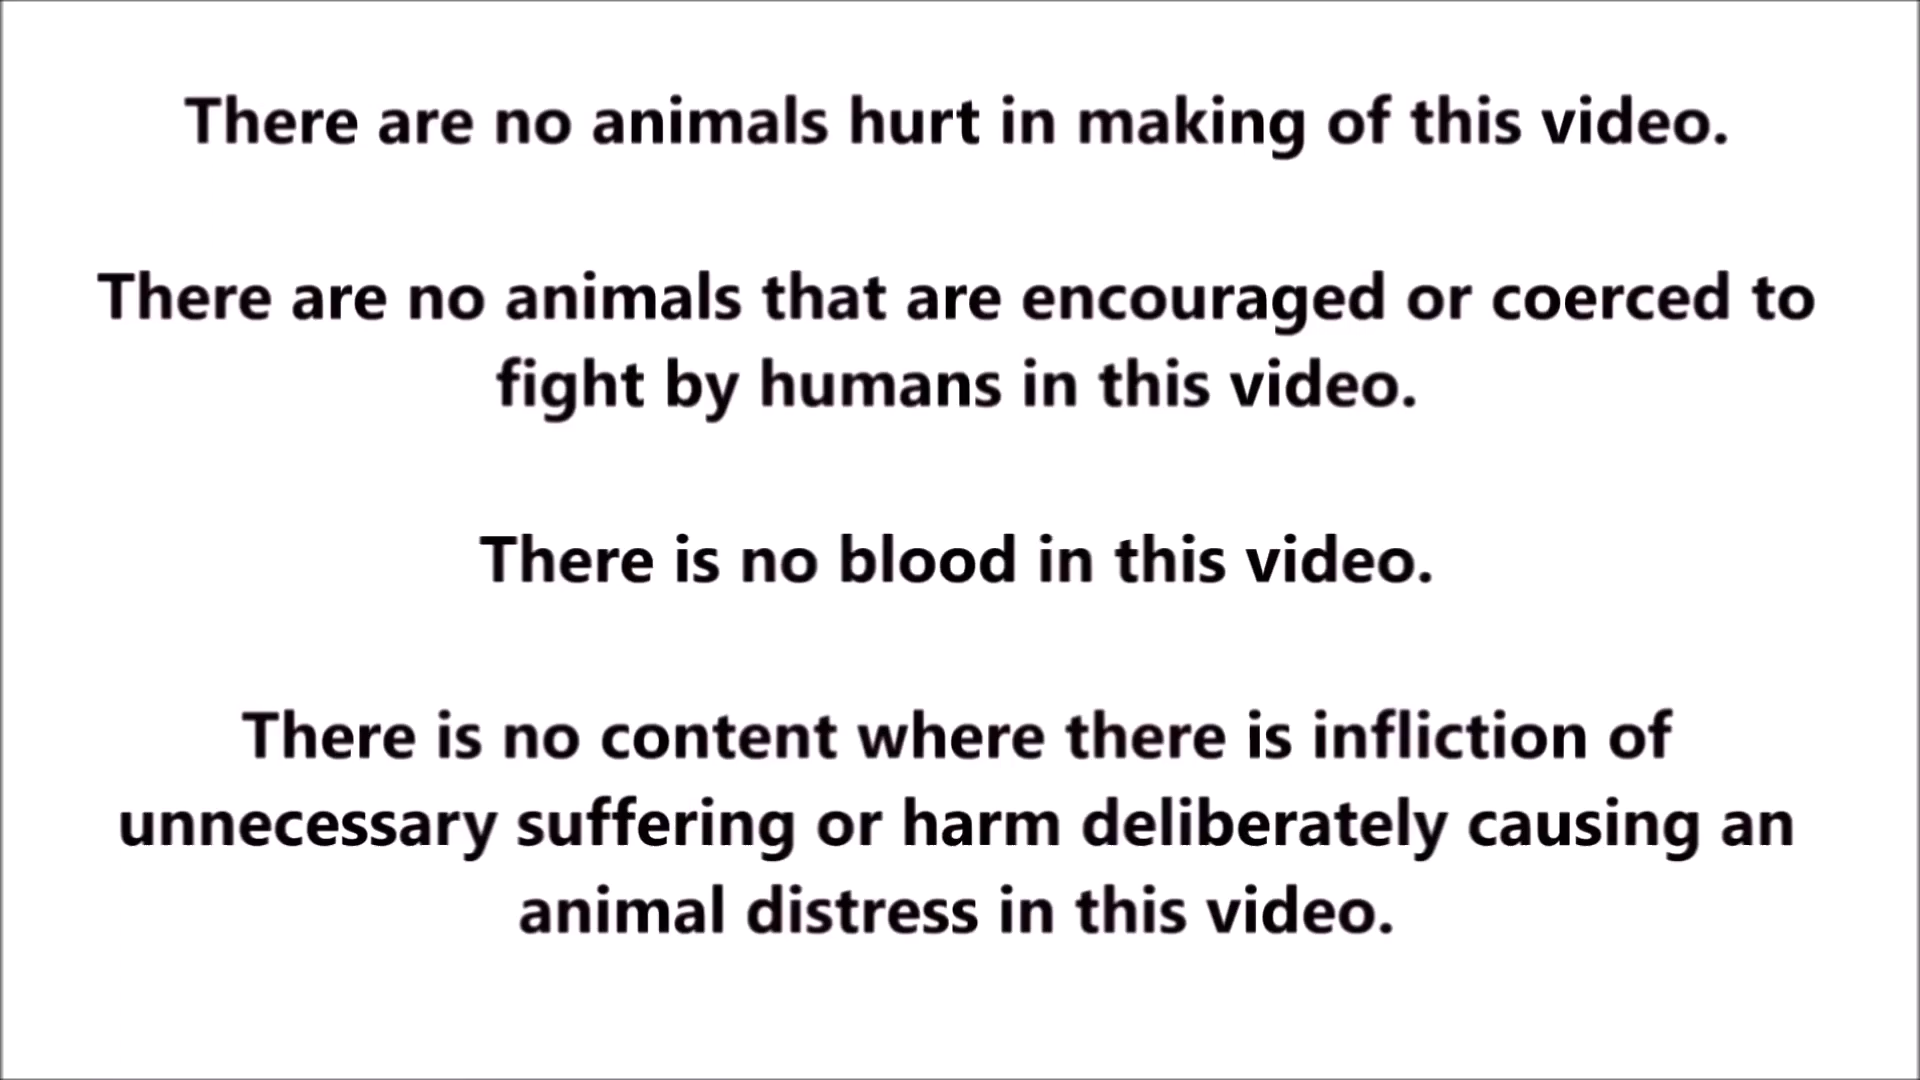 There are no animals hurt in making of this video.
There are no animals that are encouraged or coerced to
fight by humans in this video.
There is no blood in this video.
There is no content where there is infliction of
unnecessary suffering or harm deliberately causing an
animal distress in this video.